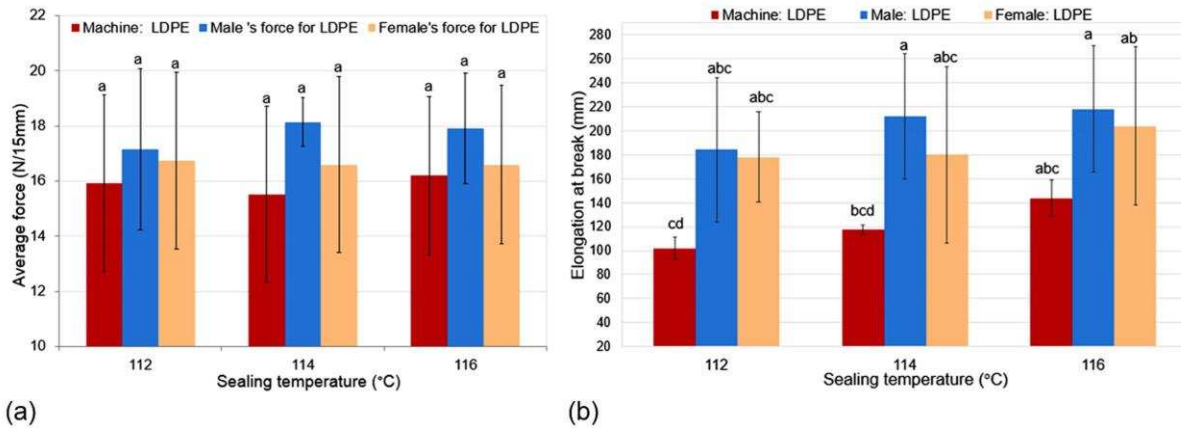 Machine: LDPE Male 's force for LDPE Female's force for LDPE
22
20
18
16
14
12
10
Average force (N/15mm)
a a a a a a a a a
112 114 116
Sealing temperature (°C)
(a)
Machine: LDPE Male: LDPE Female: LDPE
280
260
240
220
200
180
160
140
120
100
80
60
40
20
Elongation at break (mm)
cd abc abc bcd a abc abc a ab
112 114 116
Sealing temperature (°C)
(b)